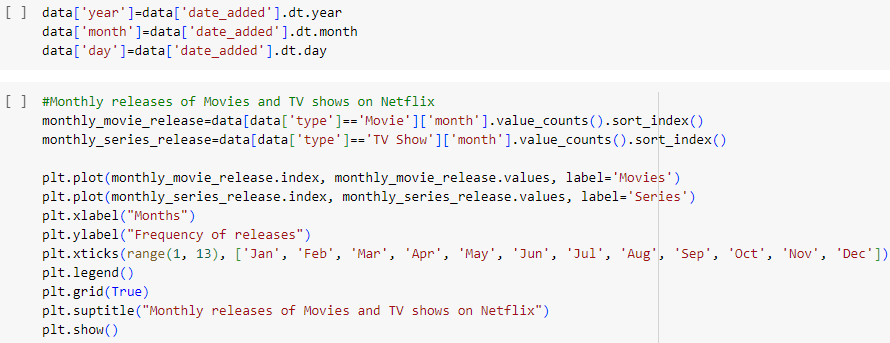 [ ] data['year']=data['date_added'].dt.year
data['month']=data['date_added'].dt.month
data['day']=data['date_added'].dt.day
[ ] #Monthly releases of Movies and TV shows on Netflix
monthly_movie_release=data[data['type']=='Movie']['month'].value_counts().sort_index()
monthly_series_release=data[data['type']=='TV Show']['month'].value_counts().sort_index()
plt.plot(monthly_movie_release.index, monthly_movie_release.values, label='Movies')
plt.plot(monthly_series_release.index, monthly_series_release.values, label='Series')
plt.xlabel("Months")
plt.ylabel("Frequency of releases")
plt.xticks(range(1, 13), ['Jan', 'Feb', 'Mar', 'Apr', 'May', 'Jun', 'Jul', 'Aug', 'Sep', 'Oct', 'Nov', 'Dec'])
plt.legend()
plt.grid(True)
plt.suptitle("Monthly releases of Movies and TV shows on Netflix")
plt.show()